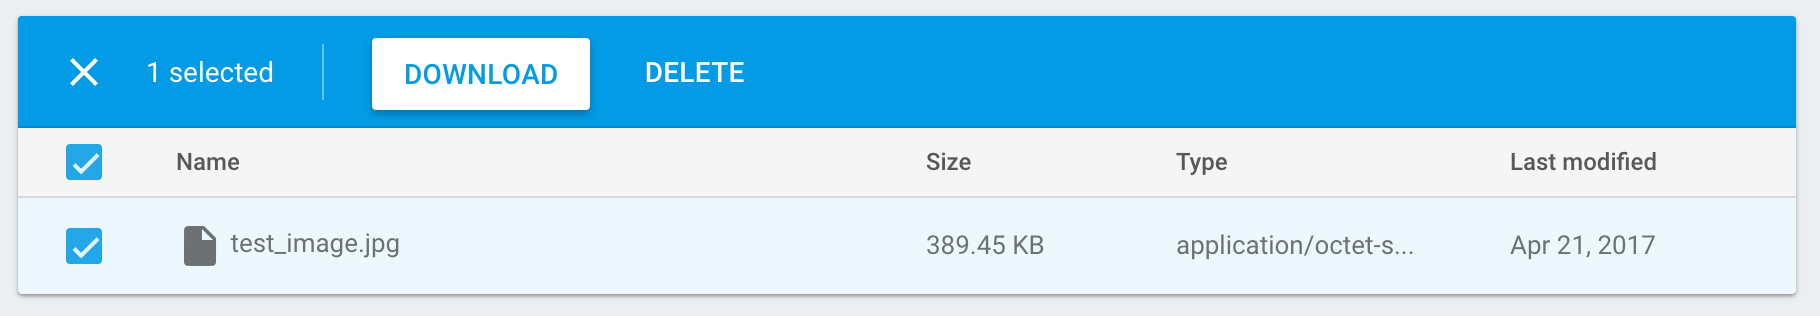 1 selected DOWNLOAD DELETE
Name Size Type Last modified
test_image.jpg 389.45 KB application/octet-s... Apr 21, 2017